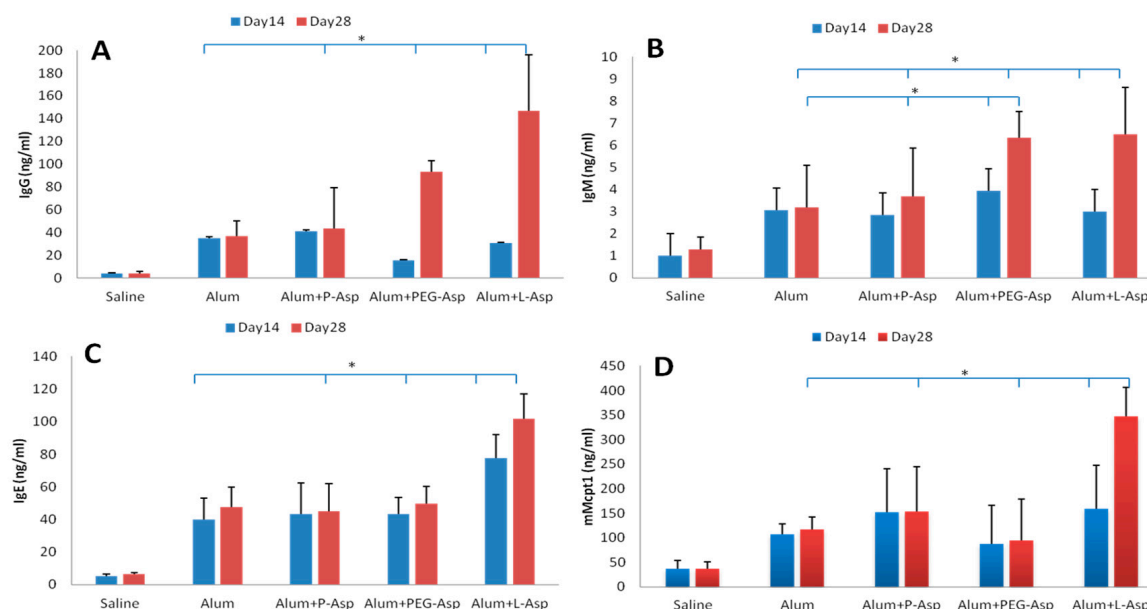 Day14 Day28
A
*
200
180
160
140
120
100
80
60
40
20
0
IgG (ng/ml)
Saline Alum Alum+P-Asp Alum+PEG-Asp Alum+L-Asp
Day14 Day28
B
*
*
10
9
8
7
6
5
4
3
2
1
0
IgM (ng/ml)
Saline Alum Alum+P-Asp Alum+PEG-Asp Alum+L-Asp
Day14 Day28
C
*
140
120
100
80
60
40
20
0
IgE (ng/ml)
Saline Alum Alum+P-Asp Alum+PEG-Asp Alum+L-Asp
Day14 Day28
D
*
450
400
350
300
250
200
150
100
50
0
mMcpt1 (ng/ml)
Saline Alum Alum+P-Asp Alum+PEG-Asp Alum+L-Asp